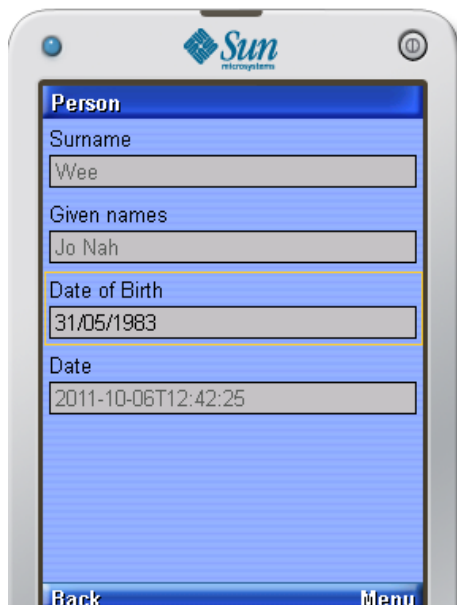 Sun
microsystems
Person
Surname
Wee
Given names
Jo Nah
Date of Birth
31/05/1983
Date
2011-10-06T12:42:25
Back Menu